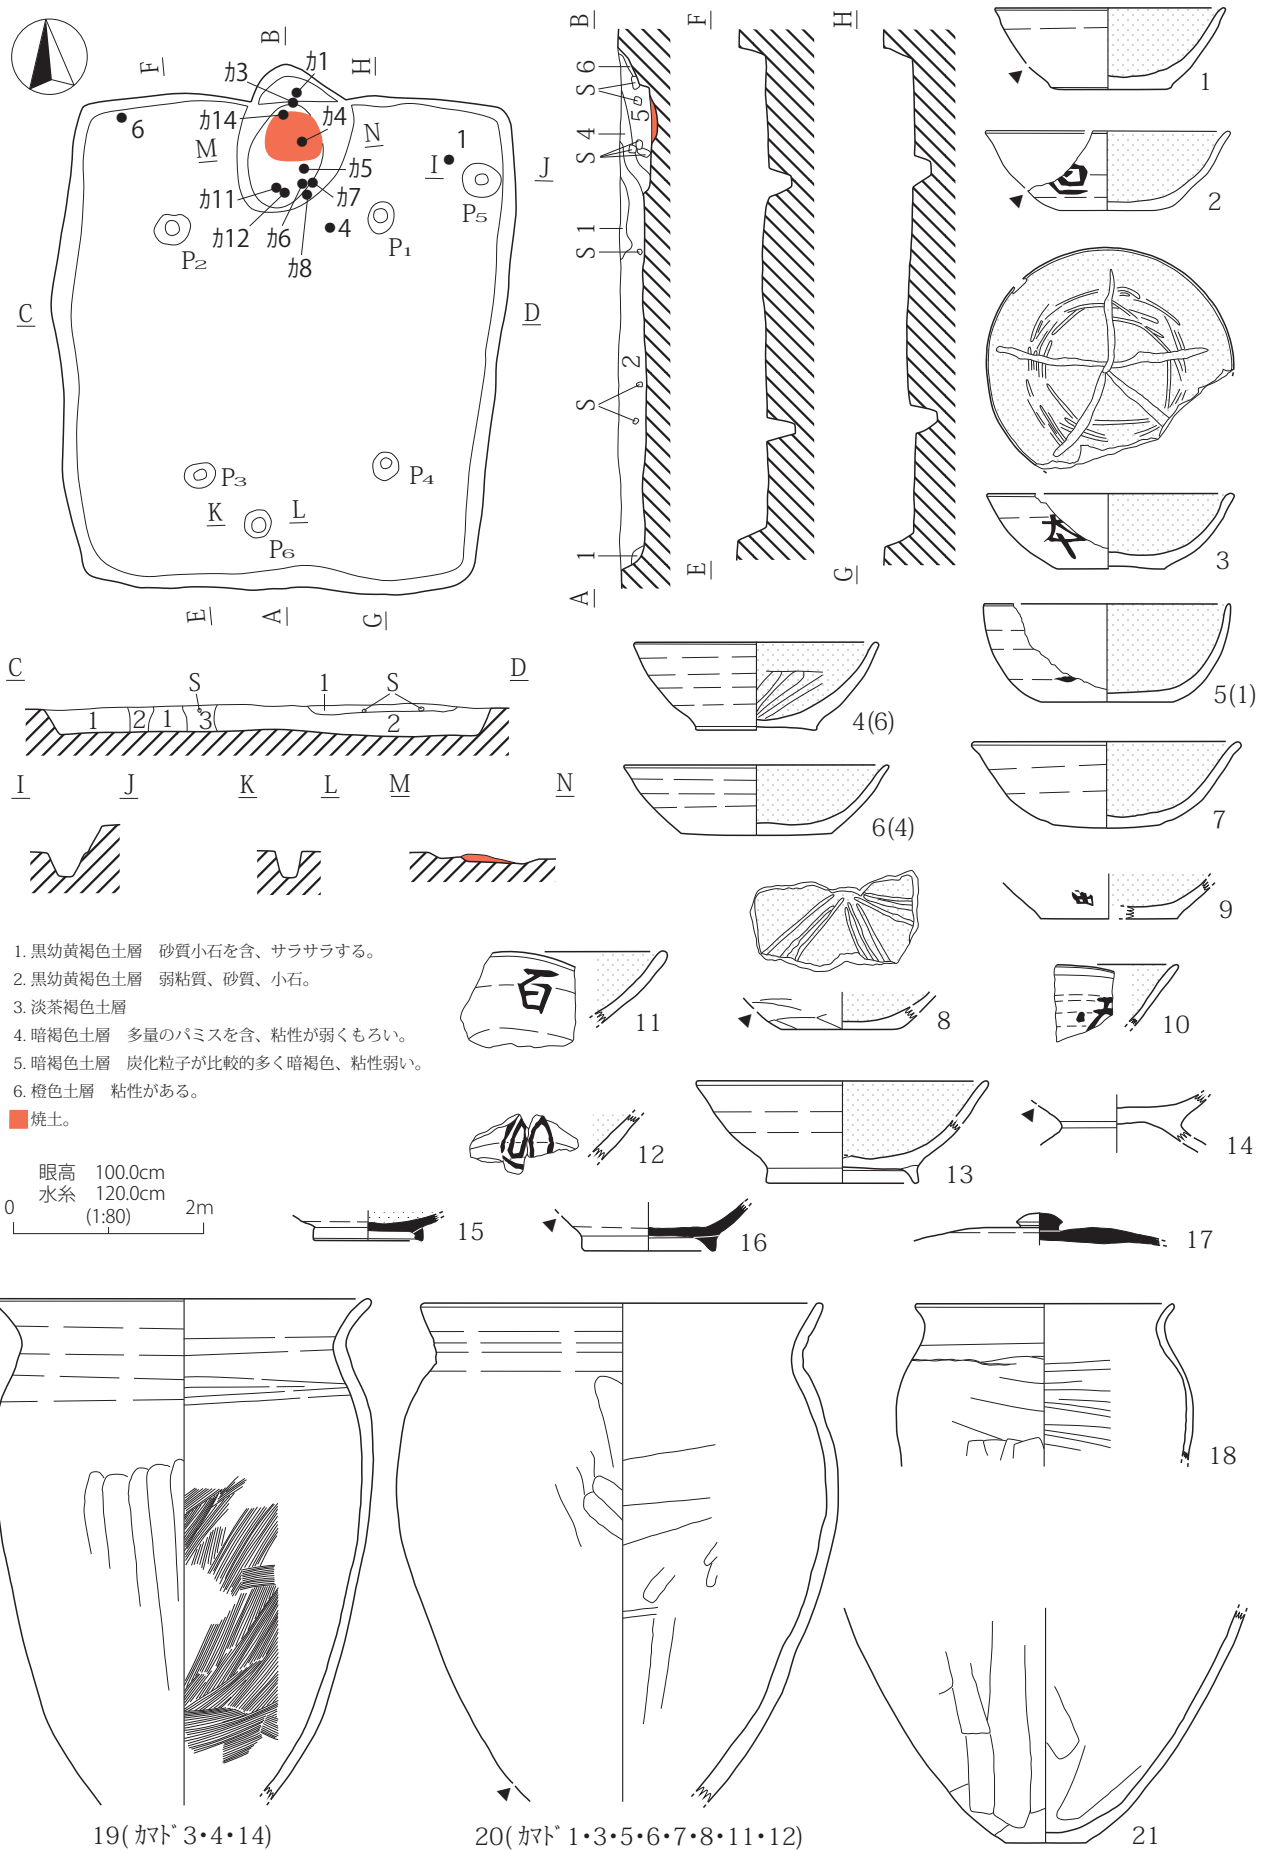 B
F
H
カ3
カ1
カ14
カ4
6
M
N
1
I
J
カ5
カ11
カ7
カ12
カ6
カ8
4
P₅
P₁
P₂
C
D
P₃
P₄
K
L
P₆
E
A
G
B
F
H
S 6
5
S 4
S 1
2
S
1
A
E
G
C
D
S
1
S
1
2
1
3
2
I
J
K
L
M
N
1. 黒幼黄褐色土層　砂質小石を含、サラサラする。
2. 黒幼黄褐色土層　弱粘質、砂質、小石。
3. 淡茶褐色土層
4. 暗褐色土層　多量のパミスを含、粘性が弱くもろい。
5. 暗褐色土層　炭化粒子が比較的多く暗褐色、粘性弱い。
6. 橙色土層　粘性がある。
焼土。
眼高　100.0cm
水糸　120.0cm
0
(1:80)
2m
1
2
3
4(6)
5(1)
6(4)
7
8
9
10
百
11
12
13
14
15
16
17
18
19(ｶﾏﾄﾞ3・4・14)
20(ｶﾏﾄﾞ1・3・5・6・7・8・11・12)
21